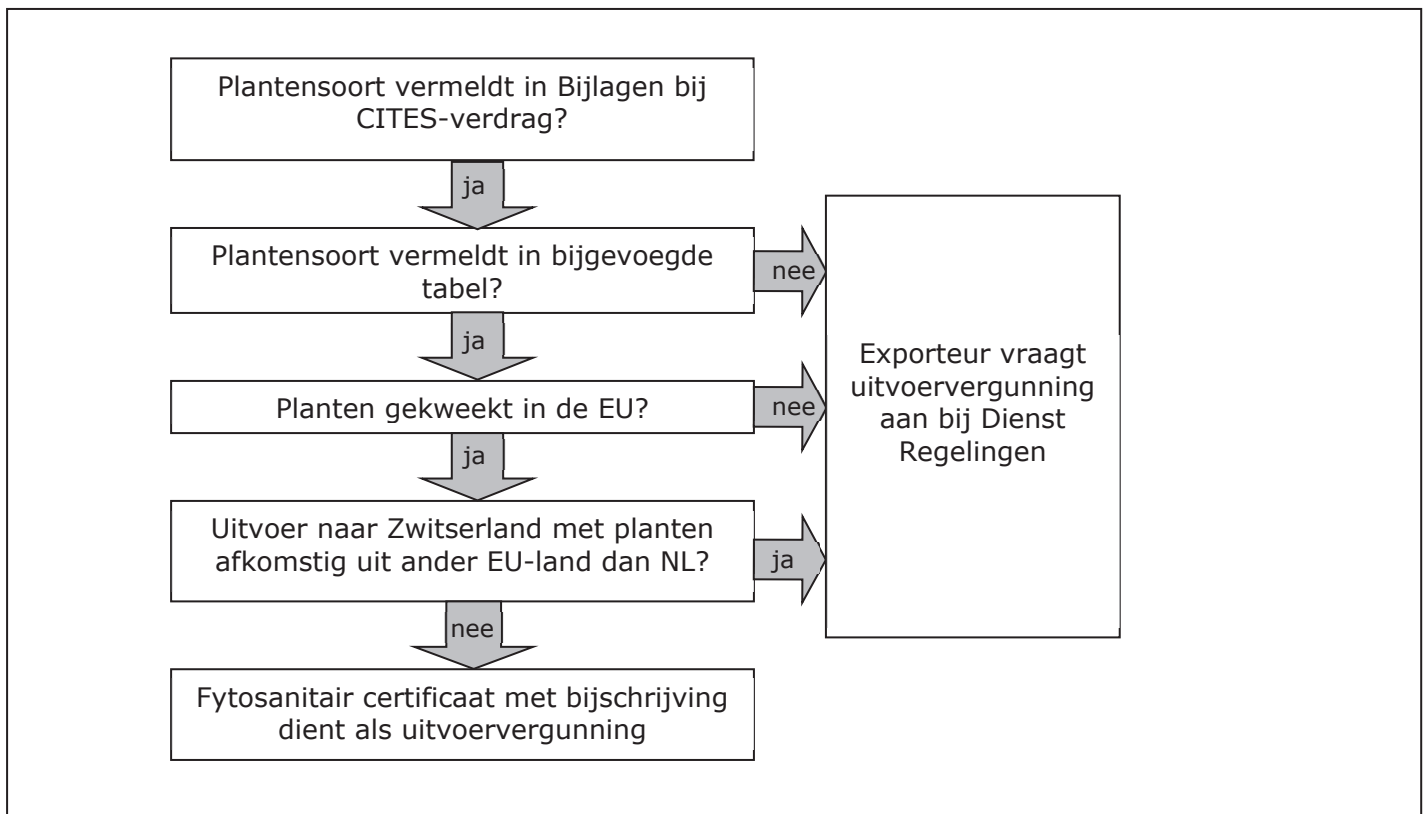 Plantensoort vermeldt in Bijlagen bij
CITES-verdrag?
ja
Plantensoort vermeldt in bijgevoegde
tabel?
nee
ja
Planten gekweekt in de EU?
nee
ja
Uitvoer naar Zwitserland met planten
afkomstig uit ander EU-land dan NL?
ja
nee
Fytosanitair certificaat met bijschrijving
dient als uitvoervergunning
Exporteur vraagt
uitvoervergunning
aan bij Dienst
Regelingen